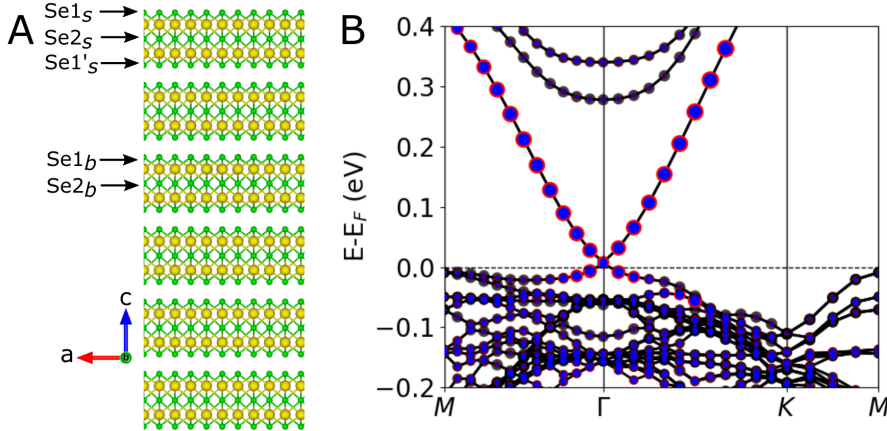 A
Se1s
Se2s
Se1's
Se1b
Se2b
c
a
b
B
E-EF (eV)
0.4
0.3
0.2
0.1
0.0
−0.1
−0.2
M
Γ
K
M